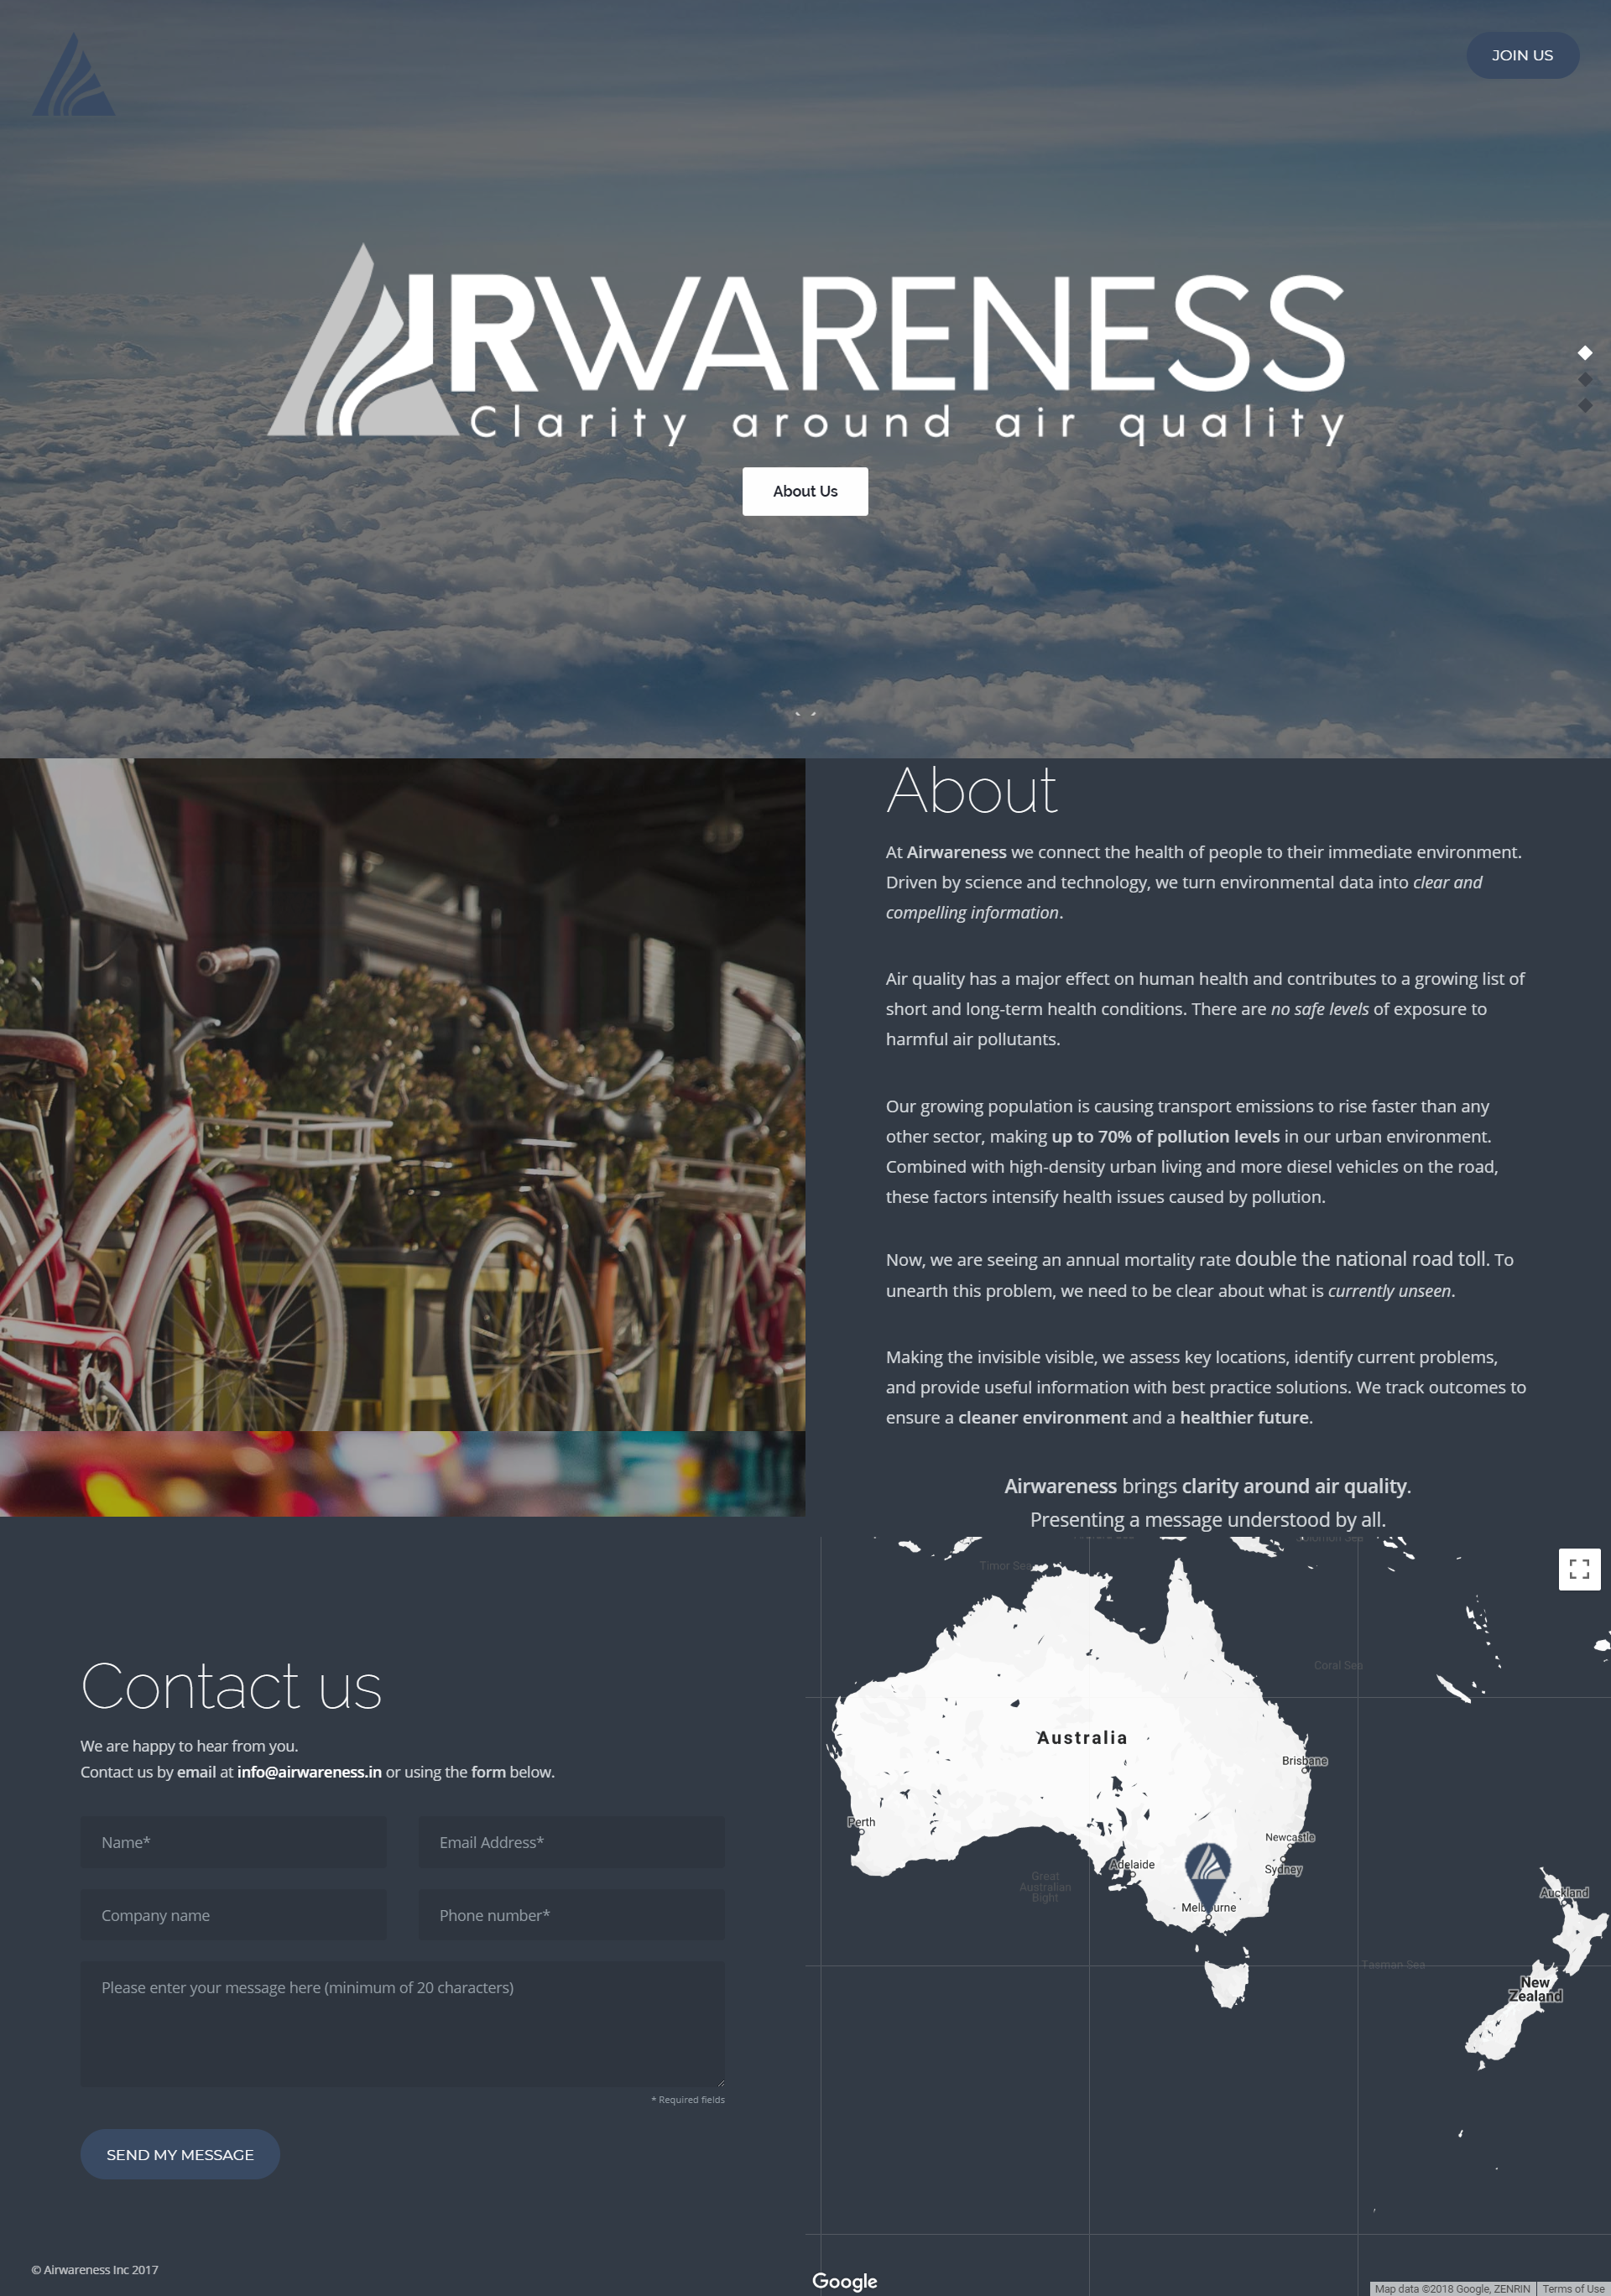 JOIN US
AIRWARENESS
Clarity around air quality
About Us
About
At Airwareness we connect the health of people to their immediate environment.
Driven by science and technology, we turn environmental data into clear and
compelling information.
Air quality has a major effect on human health and contributes to a growing list of
short and long-term health conditions. There are no safe levels of exposure to
harmful air pollutants.
Our growing population is causing transport emissions to rise faster than any
other sector, making up to 70% of pollution levels in our urban environment.
Combined with high-density urban living and more diesel vehicles on the road,
these factors intensify health issues caused by pollution.
Now, we are seeing an annual mortality rate double the national road toll. To
unearth this problem, we need to be clear about what is currently unseen.
Making the invisible visible, we assess key locations, identify current problems,
and provide useful information with best practice solutions. We track outcomes to
ensure a cleaner environment and a healthier future.
Airwareness brings clarity around air quality.
Presenting a message understood by all.
Contact us
We are happy to hear from you.
Contact us by email at info@airwareness.in or using the form below.
Name*
Email Address*
Company name
Phone number*
Please enter your message here (minimum of 20 characters)
* Required fields
SEND MY MESSAGE
© Airwareness Inc 2017
Solomon Sea
Timor Sea
Coral Sea
Australia
Brisbane
Perth
Newcastle
Adelaide
Sydney
Great
Australian
Bight
Melbourne
Auckland
Tasman Sea
New
Zealand
Google
Map data ©2018 Google, ZENRIN
Terms of Use